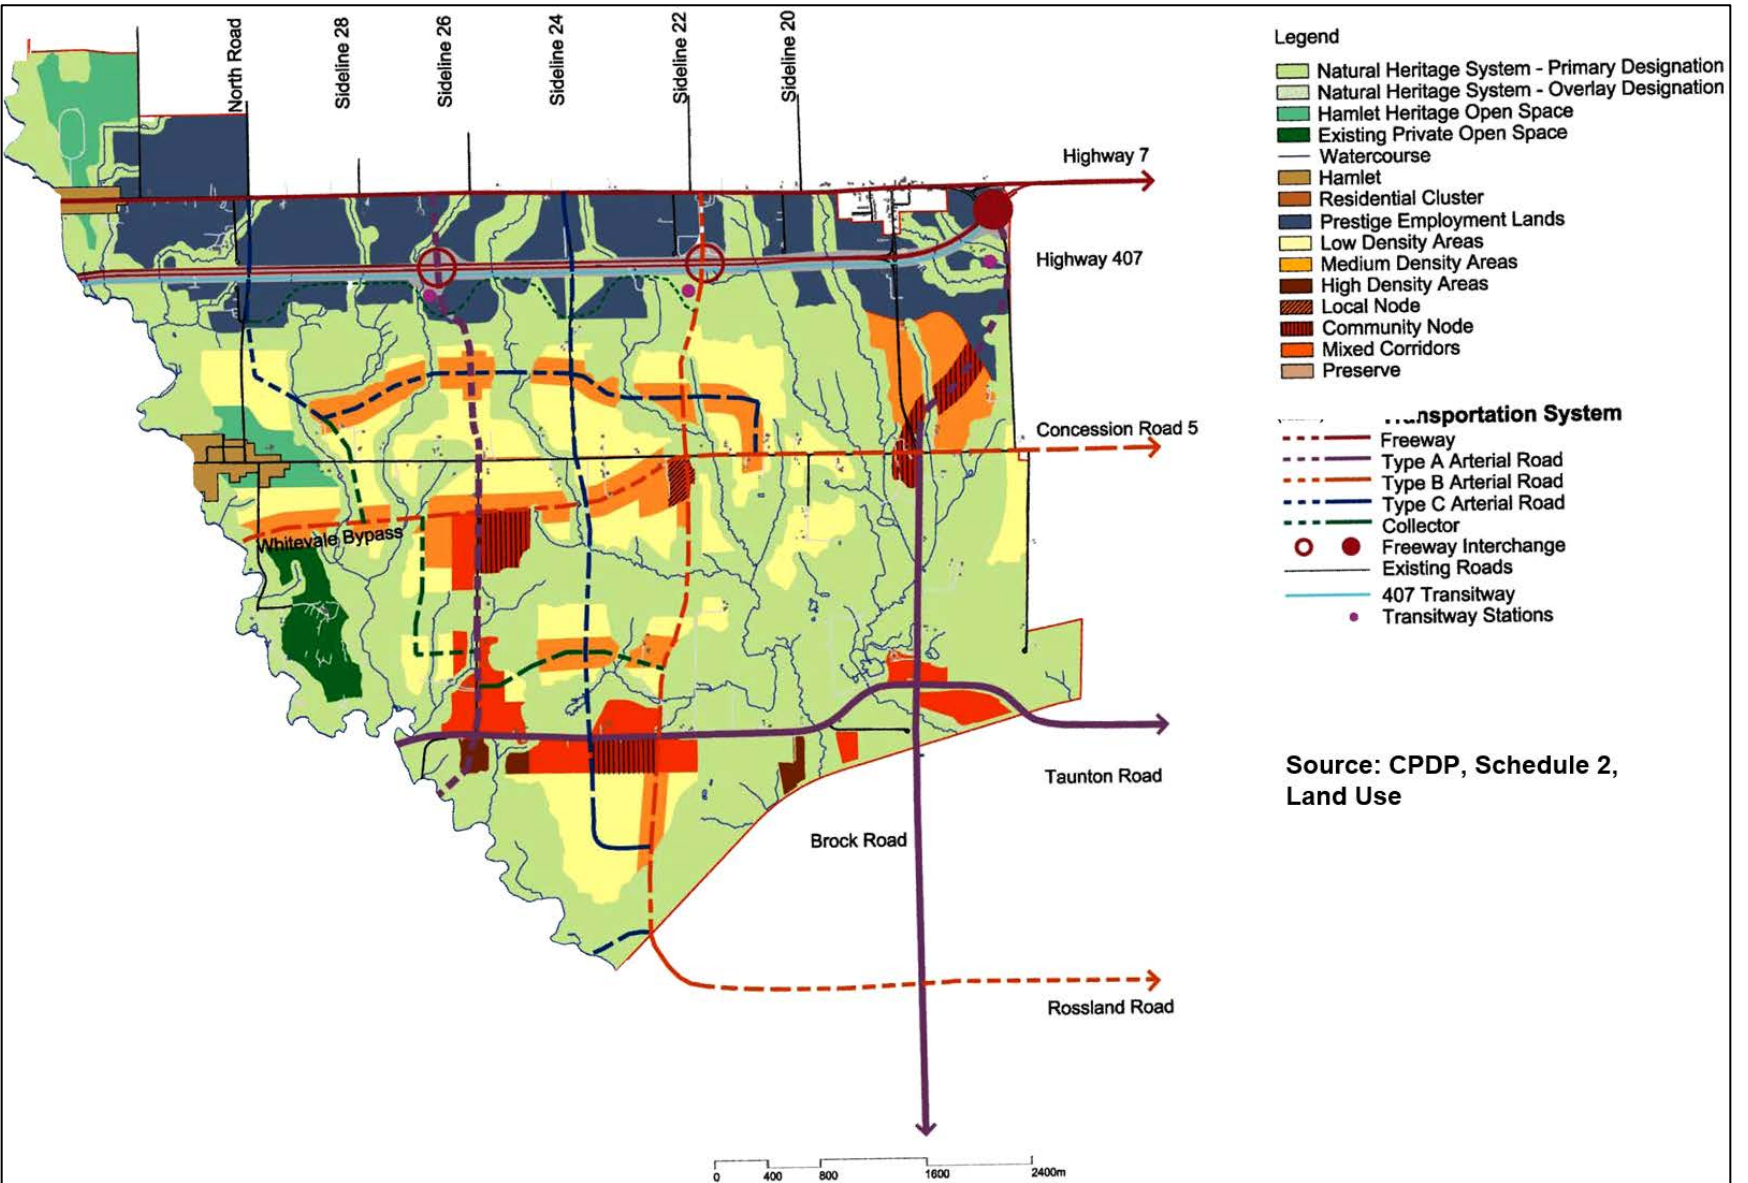 North Road
Sideline 28
Sideline 26
Sideline 24
Sideline 22
Sideline 20
Highway 7
Highway 407
Concession Road 5
Whitevale Bypass
Taunton Road
Brock Road
Rossland Road
0 400 800 1600 2400m
Legend
Natural Heritage System - Primary Designation
Natural Heritage System - Overlay Designation
Hamlet Heritage Open Space
Existing Private Open Space
Watercourse
Hamlet
Residential Cluster
Prestige Employment Lands
Low Density Areas
Medium Density Areas
High Density Areas
Local Node
Community Node
Mixed Corridors
Preserve
System
Freeway
Type A Arterial Road
Type B Arterial Road
Type C Arterial Road
Collector
Freeway Interchange
Existing Roads
407 Transitway
Transitway Stations
Source: CPDP, Schedule 2,
Land Use